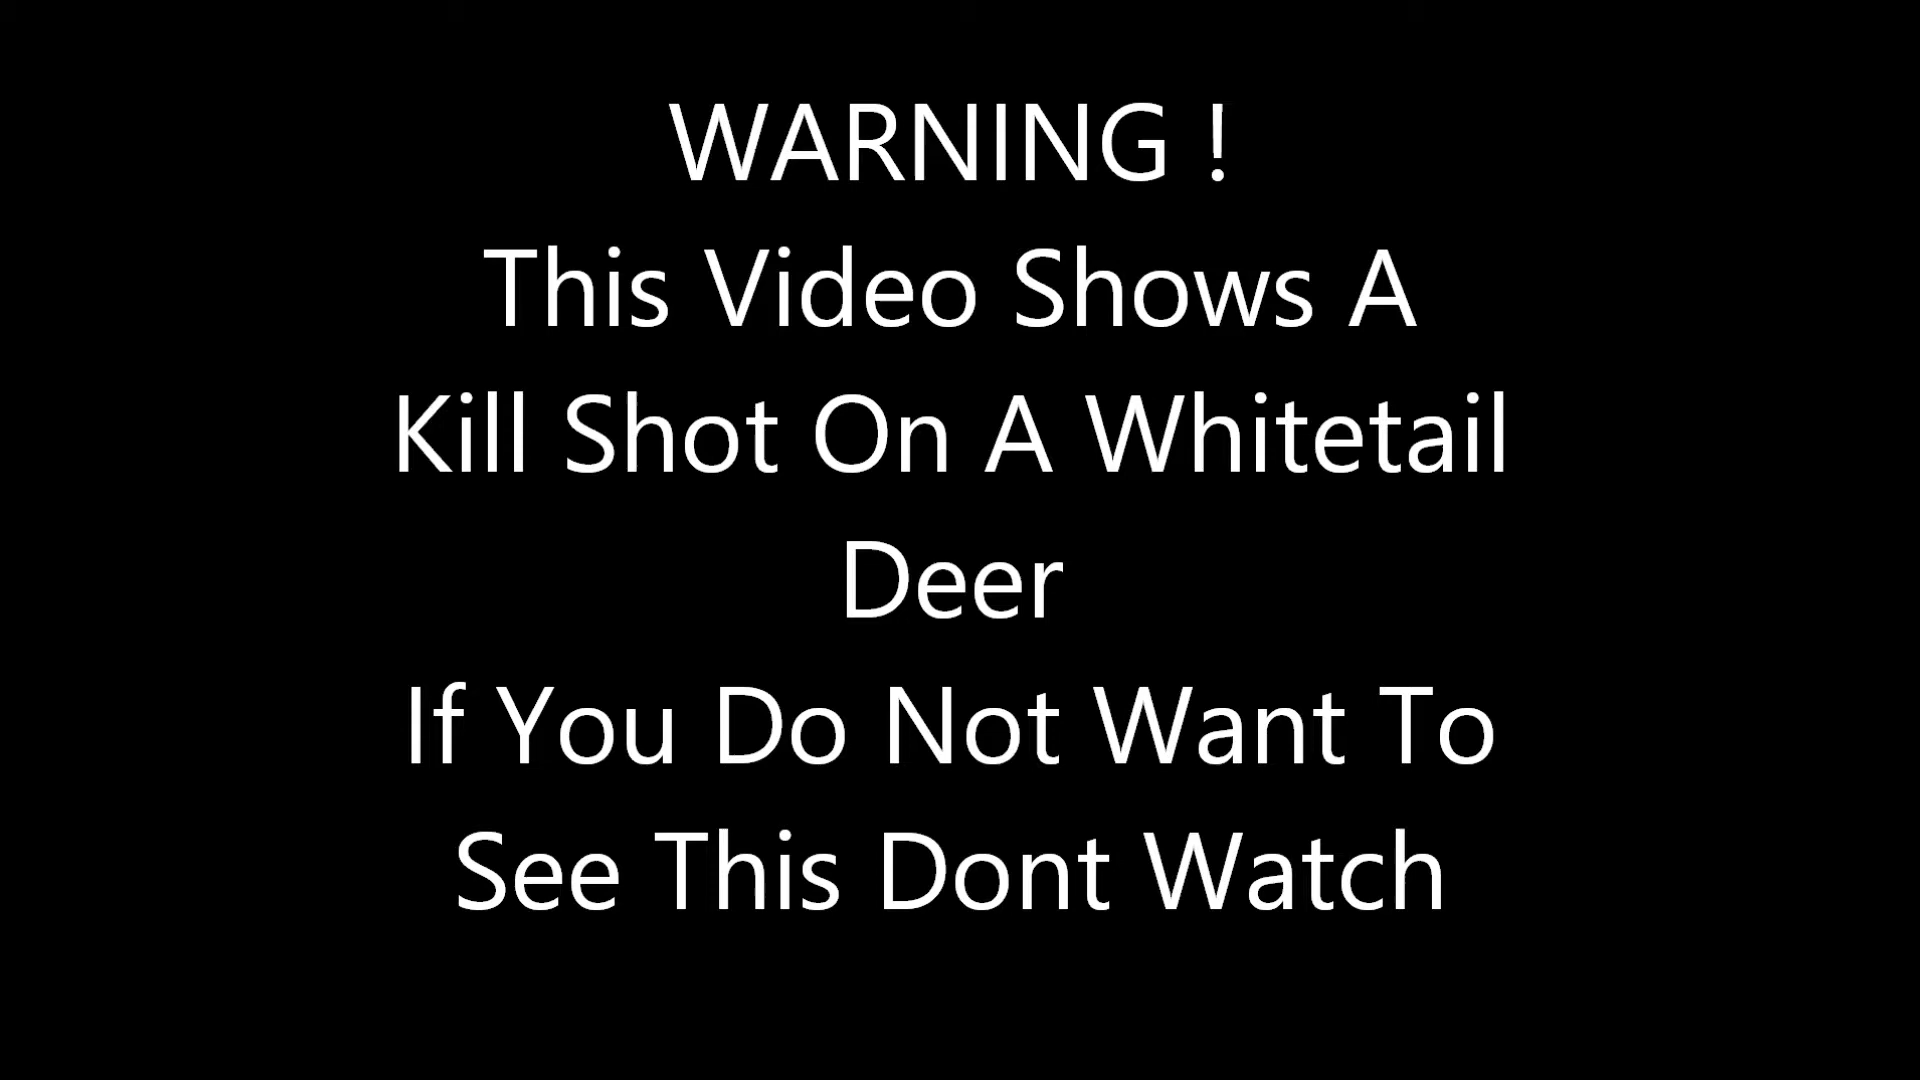 WARNING !
This Video Shows A
Kill Shot On A Whitetail
Deer
If You Do Not Want To
See This Dont Watch